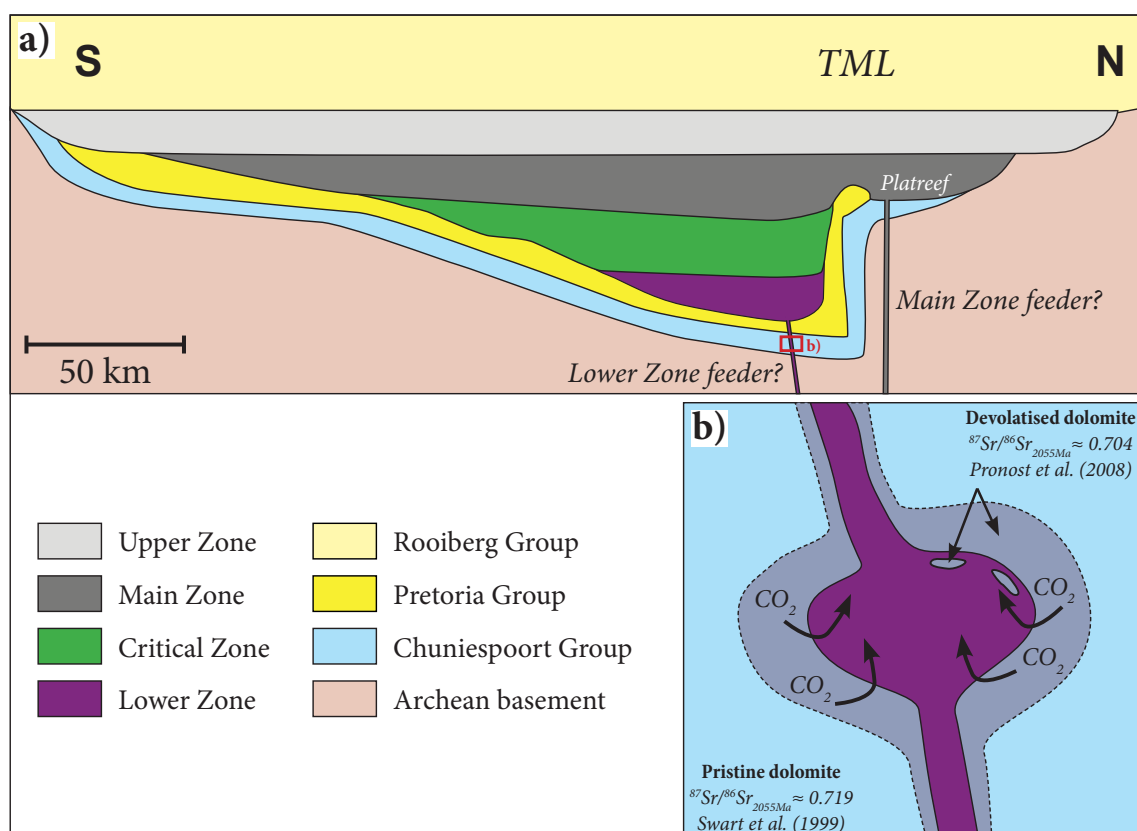 a)
S
TML
N
Platreef
Main Zone feeder?
b)
Lower Zone feeder?
50 km
Upper Zone
Main Zone
Critical Zone
Lower Zone
Rooiberg Group
Pretoria Group
Chuniespoort Group
Archean basement
b)
Devolatised dolomite
⁸⁷Sr/⁸⁶Sr₂₀₅₅Ma ≈ 0.704
Pronost et al. (2008)
CO₂
CO₂
CO₂
CO₂
Pristine dolomite
⁸⁷Sr/⁸⁶Sr₂₀₅₅Ma ≈ 0.719
Swart et al. (1999)